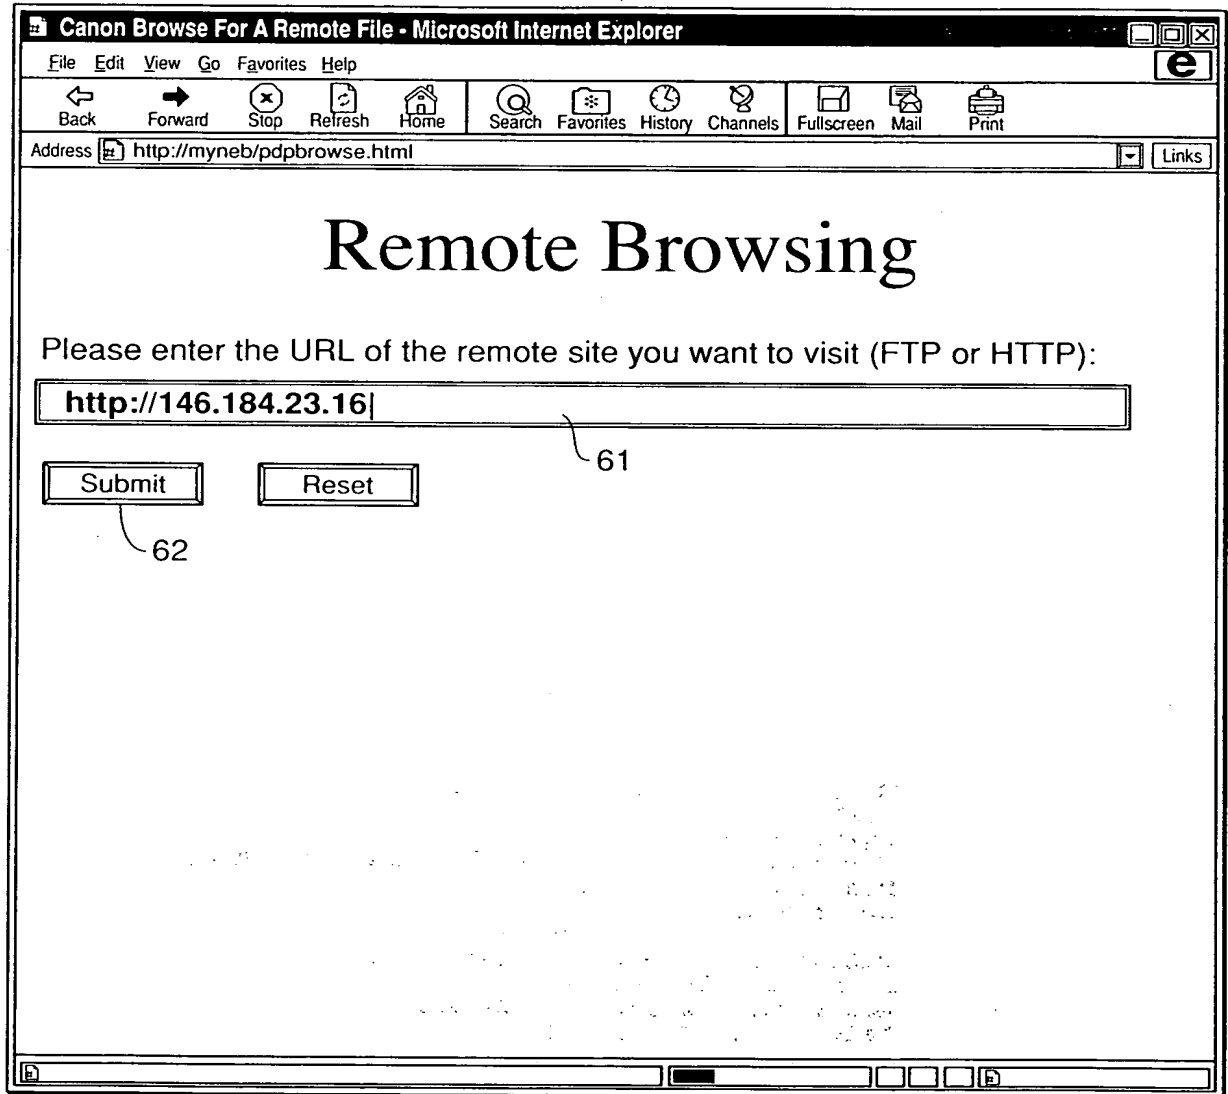 Canon Browse For A Remote File - Microsoft Internet Explorer
File Edit View Go Favorites Help
e
Back Forward Stop Refresh Home Search Favorites History Channels Fullscreen Mail Print
Address http://myneb/pdpbrowse.html Links
Remote Browsing
Please enter the URL of the remote site you want to visit (FTP or HTTP):
http://146.184.23.16
61
Submit Reset
62